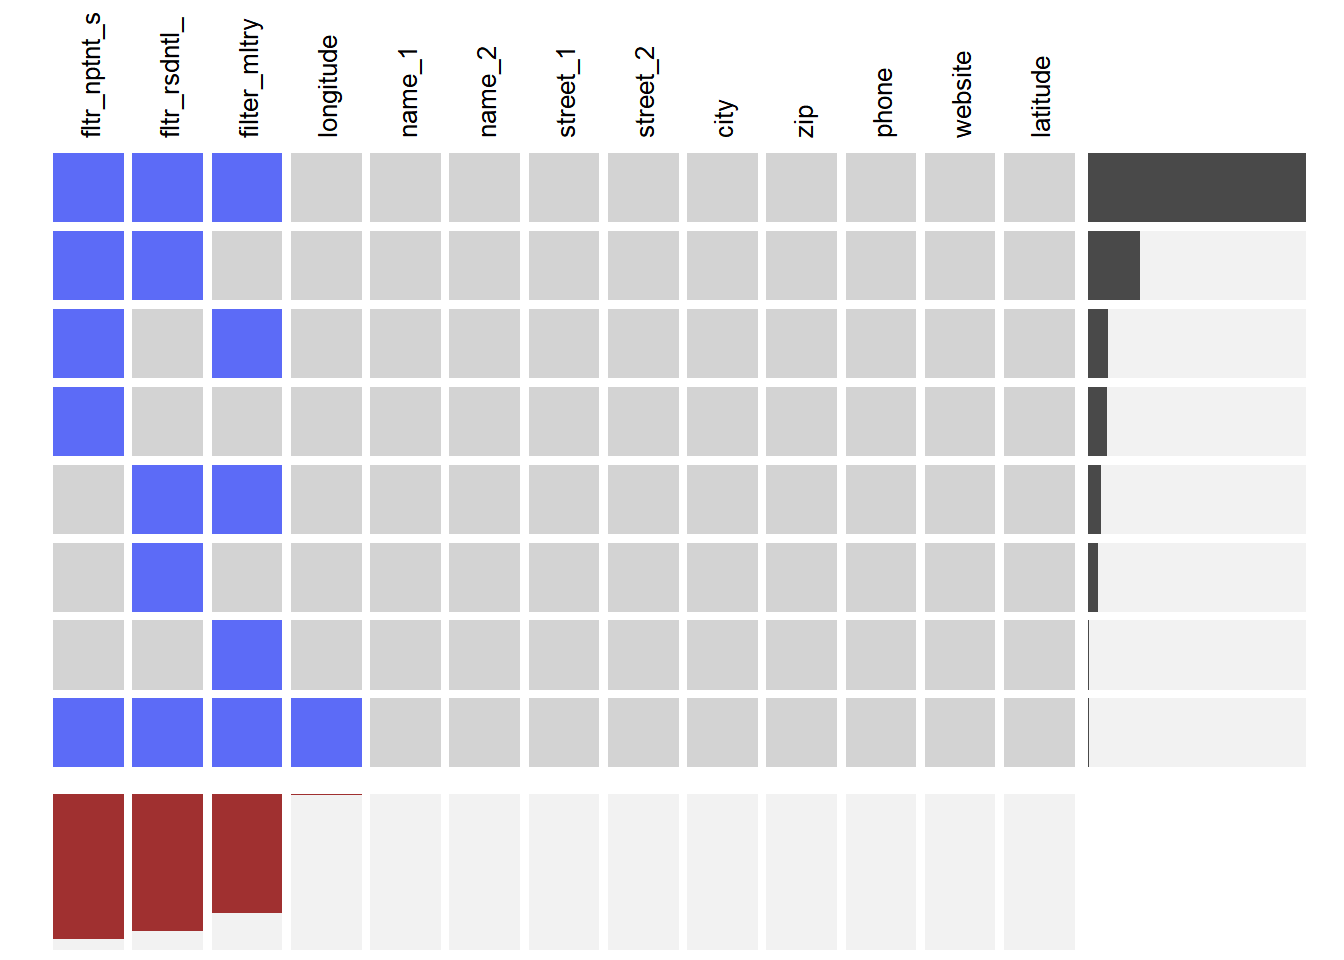 fltr_nptnt_s
fltr_rsdntl_
filter_mltry
longitude
name_1
name_2
street_1
street_2
city
zip
phone
website
latitude